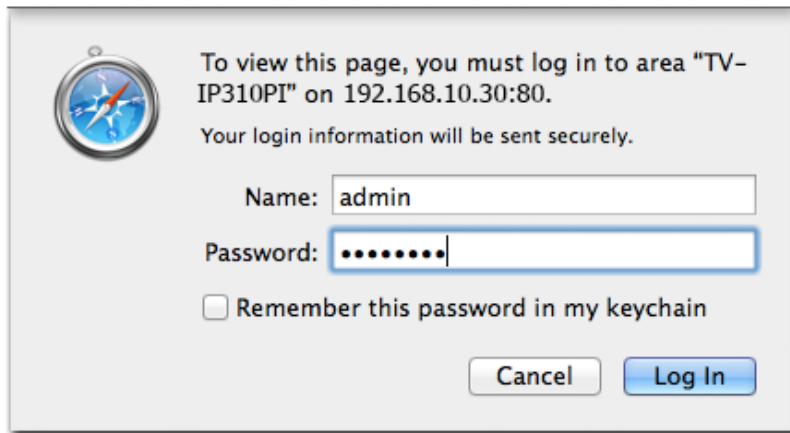 To view this page, you must log in to area “TV-
IP310PI” on 192.168.10.30:80.
Your login information will be sent securely.
Name: admin
Password: ••••••••
Remember this password in my keychain
Cancel Log In